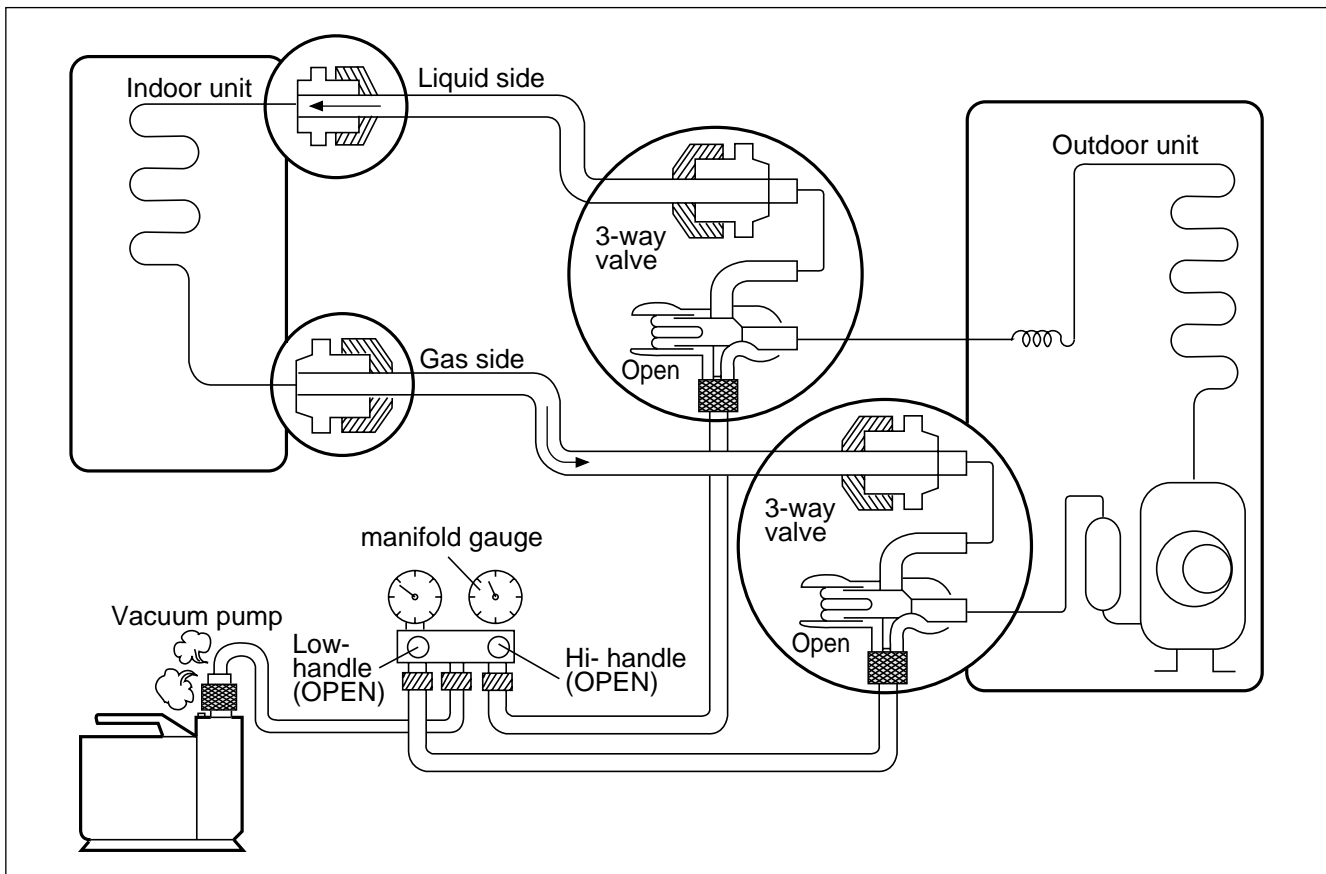 Indoor unit
Liquid side
Outdoor unit
3-way
valve
Open
Gas side
3-way
valve
Open
manifold gauge
Vacuum pump
Low-
handle
(OPEN)
Hi- handle
(OPEN)